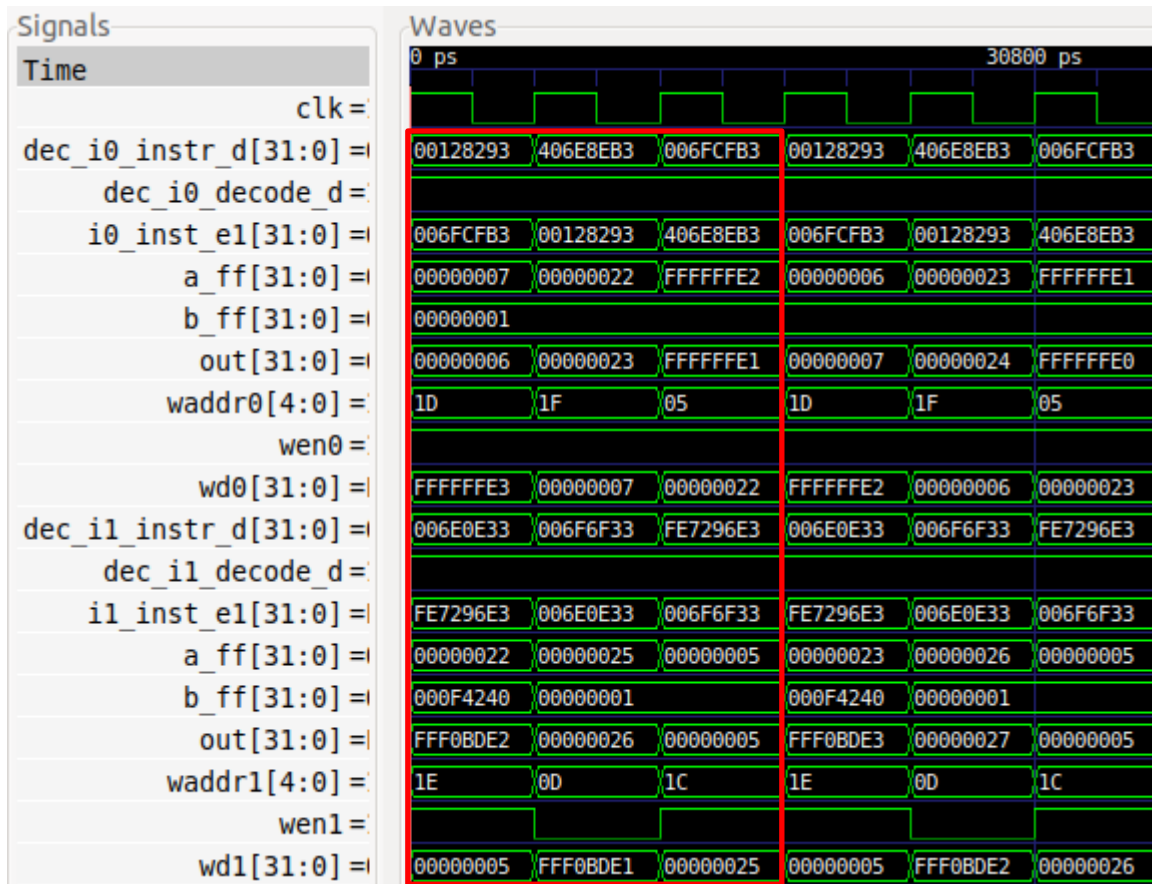 Signals Waves
Time 0 ps 30800 ps
clk =
dec_i0_instr_d[31:0] = 00128293 406E8EB3 006FCFB3 00128293 406E8EB3 006FCFB3
dec_i0_decode_d =
i0_inst_e1[31:0] = 006FCFB3 00128293 406E8EB3 006FCFB3 00128293 406E8EB3
a_ff[31:0] = 00000007 00000022 FFFFFFE2 00000006 00000023 FFFFFFE1
b_ff[31:0] = 00000001
out[31:0] = 00000006 00000023 FFFFFFE1 00000007 00000024 FFFFFFE0
waddr0[4:0] = 1D 1F 05 1D 1F 05
wen0 =
wd0[31:0] = FFFFFFE3 00000007 00000022 FFFFFFE2 00000006 00000023
dec_i1_instr_d[31:0] = 006E0E33 006F6F33 FE7296E3 006E0E33 006F6F33 FE7296E3
dec_i1_decode_d =
i1_inst_e1[31:0] = FE7296E3 006E0E33 006F6F33 FE7296E3 006E0E33 006F6F33
a_ff[31:0] = 00000022 00000025 00000005 00000023 00000026 00000005
b_ff[31:0] = 000F4240 00000001 000F4240 00000001
out[31:0] = FFF0BDE2 00000026 00000005 FFF0BDE3 00000027 00000005
waddr1[4:0] = 1E 0D 1C 1E 0D 1C
wen1 =
wd1[31:0] = 00000005 FFF0BDE1 00000025 00000005 FFF0BDE2 00000026